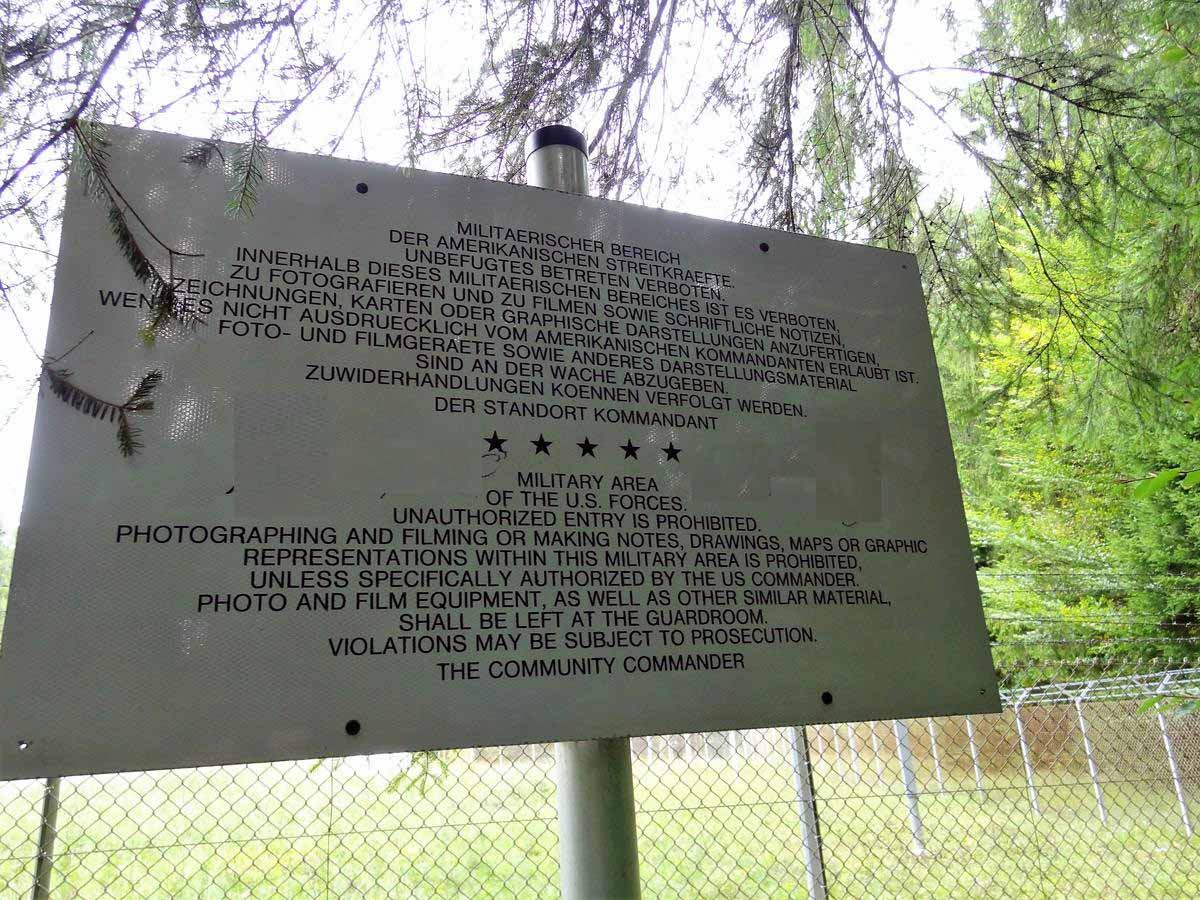 MILITAERISCHER BEREICH
DER AMERIKANISCHEN STREITKRAEFTE.
UNBEFUGTES BETRETEN VERBOTEN.
INNERHALB DIESES MILITAERISCHEN BEREICHES IST ES VERBOTEN,
ZU FOTOGRAFIEREN UND ZU FILMEN SOWIE SCHRIFTLICHE NOTIZEN,
ZEICHNUNGEN, KARTEN ODER GRAPHISCHE DARSTELLUNGEN ANZUFERTIGEN,
WENN ES NICHT AUSDRUECKLICH VOM AMERIKANISCHEN KOMMANDANTEN ERLAUBT IST.
FOTO- UND FILMGERAETE SOWIE ANDERES DARSTELLUNGSMATERIAL
SIND AN DER WACHE ABZUGEBEN.
ZUWIDERHANDLUNGEN KOENNEN VERFOLGT WERDEN.
DER STANDORT KOMMANDANT
★ ★ ★ ★ ★
MILITARY AREA
OF THE U.S. FORCES.
UNAUTHORIZED ENTRY IS PROHIBITED.
PHOTOGRAPHING AND FILMING OR MAKING NOTES, DRAWINGS, MAPS OR GRAPHIC
REPRESENTATIONS WITHIN THIS MILITARY AREA IS PROHIBITED,
UNLESS SPECIFICALLY AUTHORIZED BY THE US COMMANDER.
PHOTO AND FILM EQUIPMENT, AS WELL AS OTHER SIMILAR MATERIAL,
SHALL BE LEFT AT THE GUARDROOM.
VIOLATIONS MAY BE SUBJECT TO PROSECUTION.
THE COMMUNITY COMMANDER